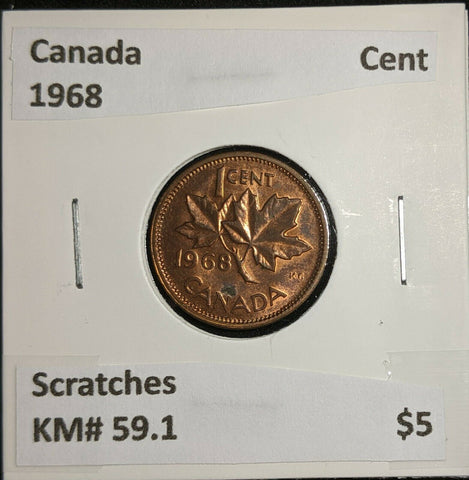 Canada Cent
1968
1 CENT
1968
K·G
CANADA
Scratches
KM# 59.1 $5